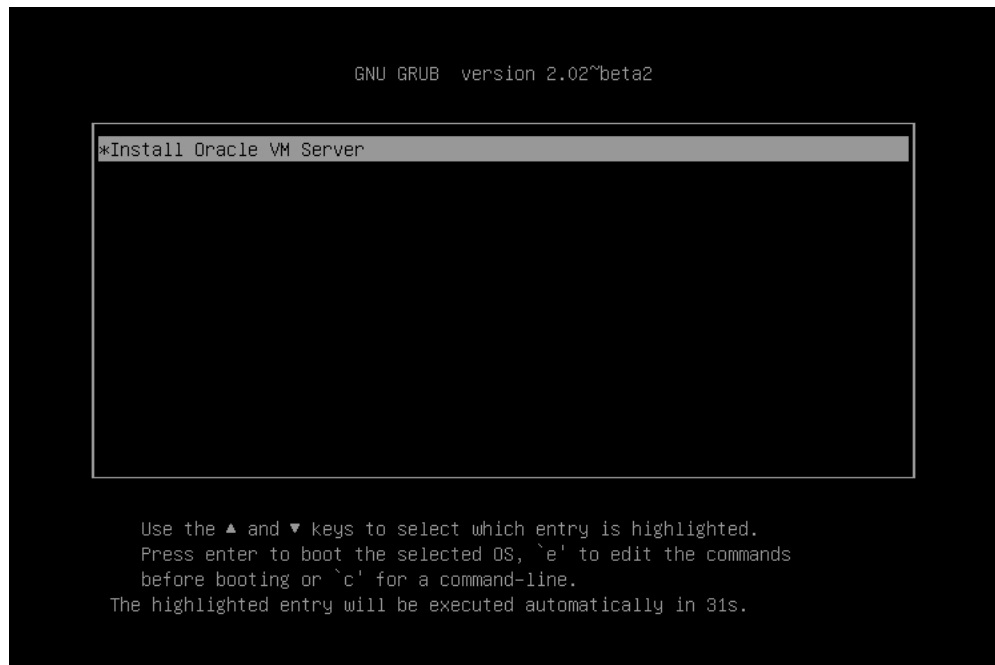 GNU GRUB  version 2.02~beta2
*Install Oracle VM Server
Use the ▲ and ▼ keys to select which entry is highlighted.
Press enter to boot the selected OS, `e' to edit the commands
before booting or `c' for a command-line.
The highlighted entry will be executed automatically in 31s.